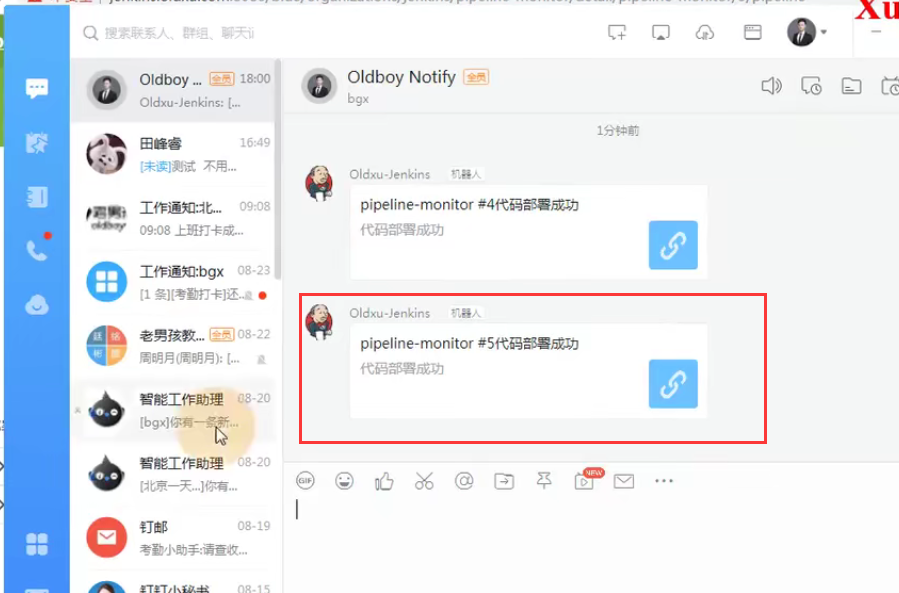 Xu
搜索联系人、群组、聊天记
Oldboy ... 全员 18:00
Oldxu-Jenkins: [...
田峰睿 16:49
[未读]测试 不用...
工作通知:北... 09:08
09:08 上班打卡成...
工作通知:bgx 08-23
[1 条][考勤打卡]还...
老男孩教... 全员 08-22
周明月(周明月): [...
智能工作助理 08-20
[bgx]你有一条新...
智能工作助理 08-20
[北京一天...]你有...
钉邮 08-19
考勤小助手:请查收...
钉钉小秘书 08-15
Oldboy Notify 全员
bgx
1分钟前
Oldxu-Jenkins 机器人
pipeline-monitor #4代码部署成功
代码部署成功
Oldxu-Jenkins 机器人
pipeline-monitor #5代码部署成功
代码部署成功
GIF
NEW